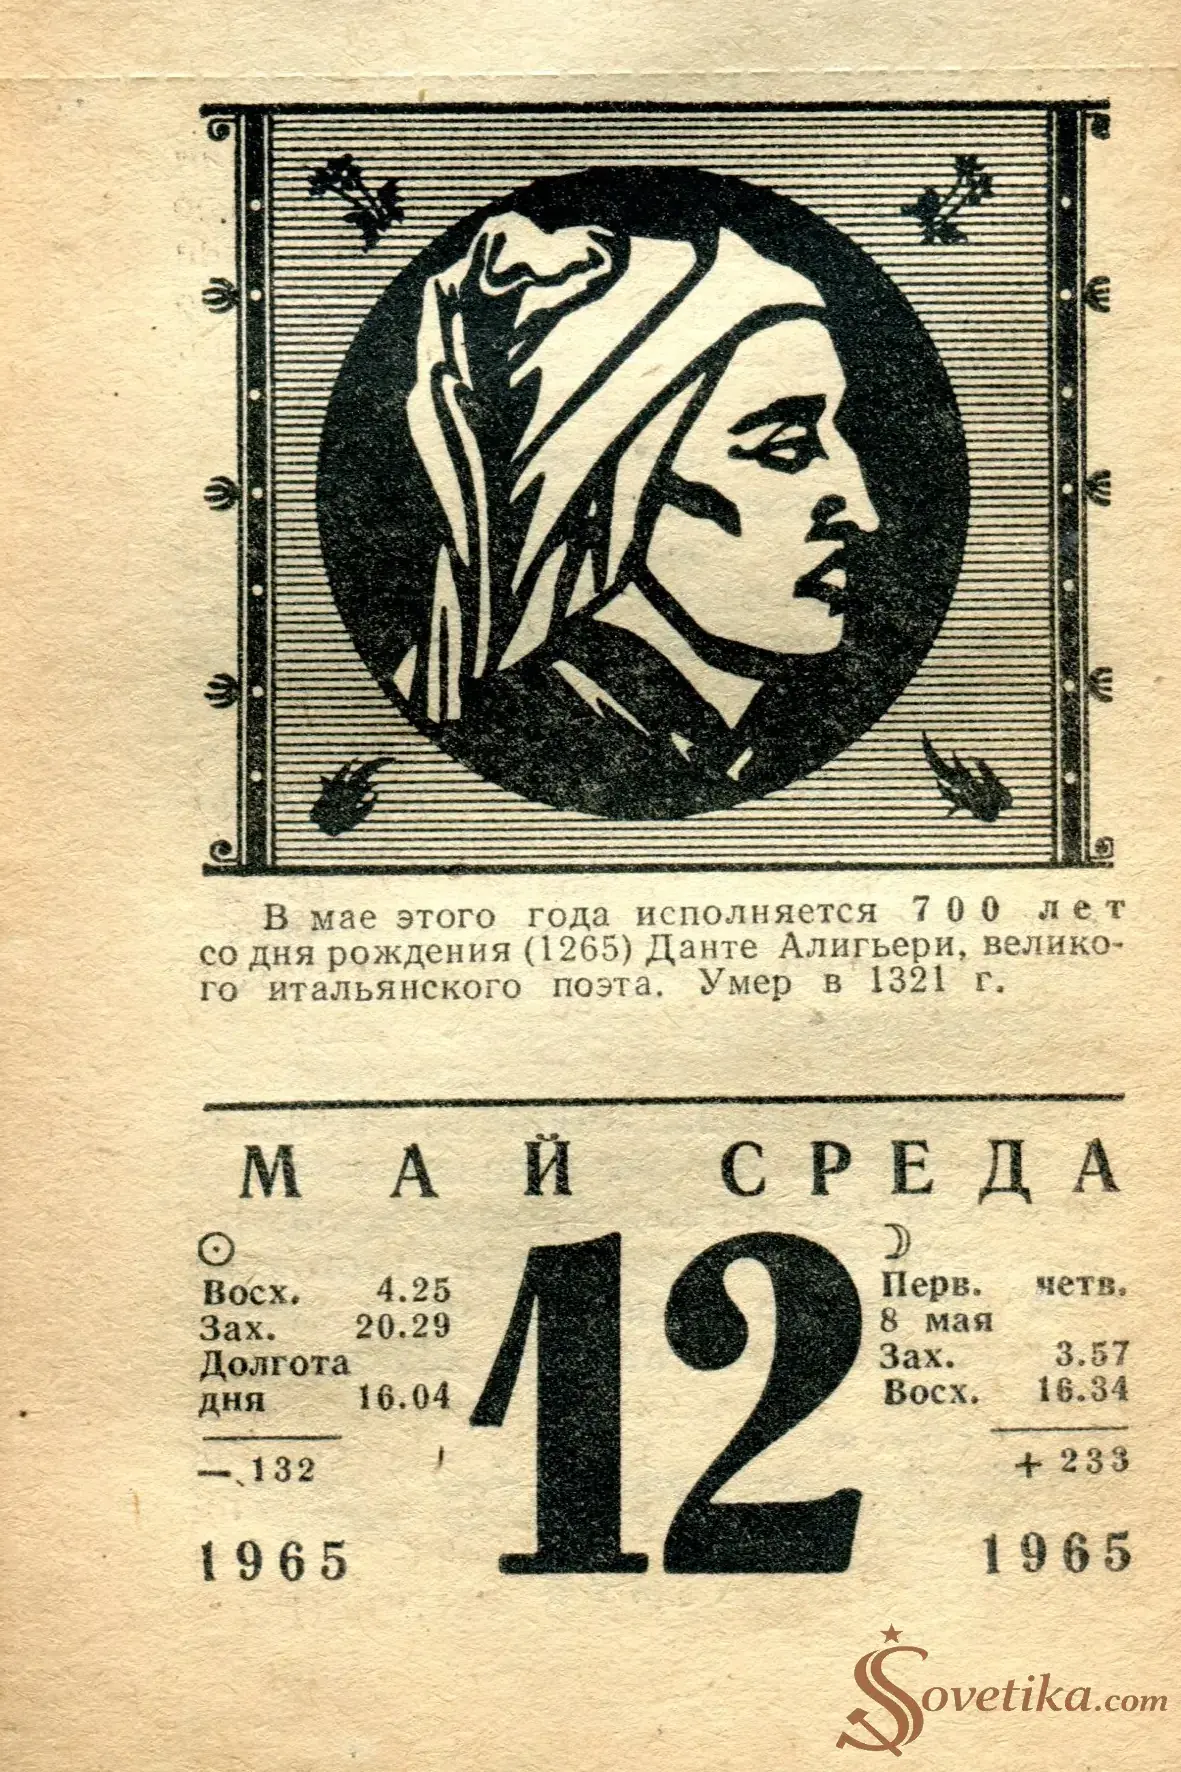 В мае этого года исполняется 700 лет
со дня рождения (1265) Данте Алигьери, велико-
го итальянского поэта. Умер в 1321 г.
МАЙ СРЕДА
12
Восх. 4.25
Зах. 20.29
Долгота
дня 16.04
— 132
1965
Перв. четв.
8 мая
Зах. 3.57
Восх. 16.34
+ 233
1965
Sovetika.com